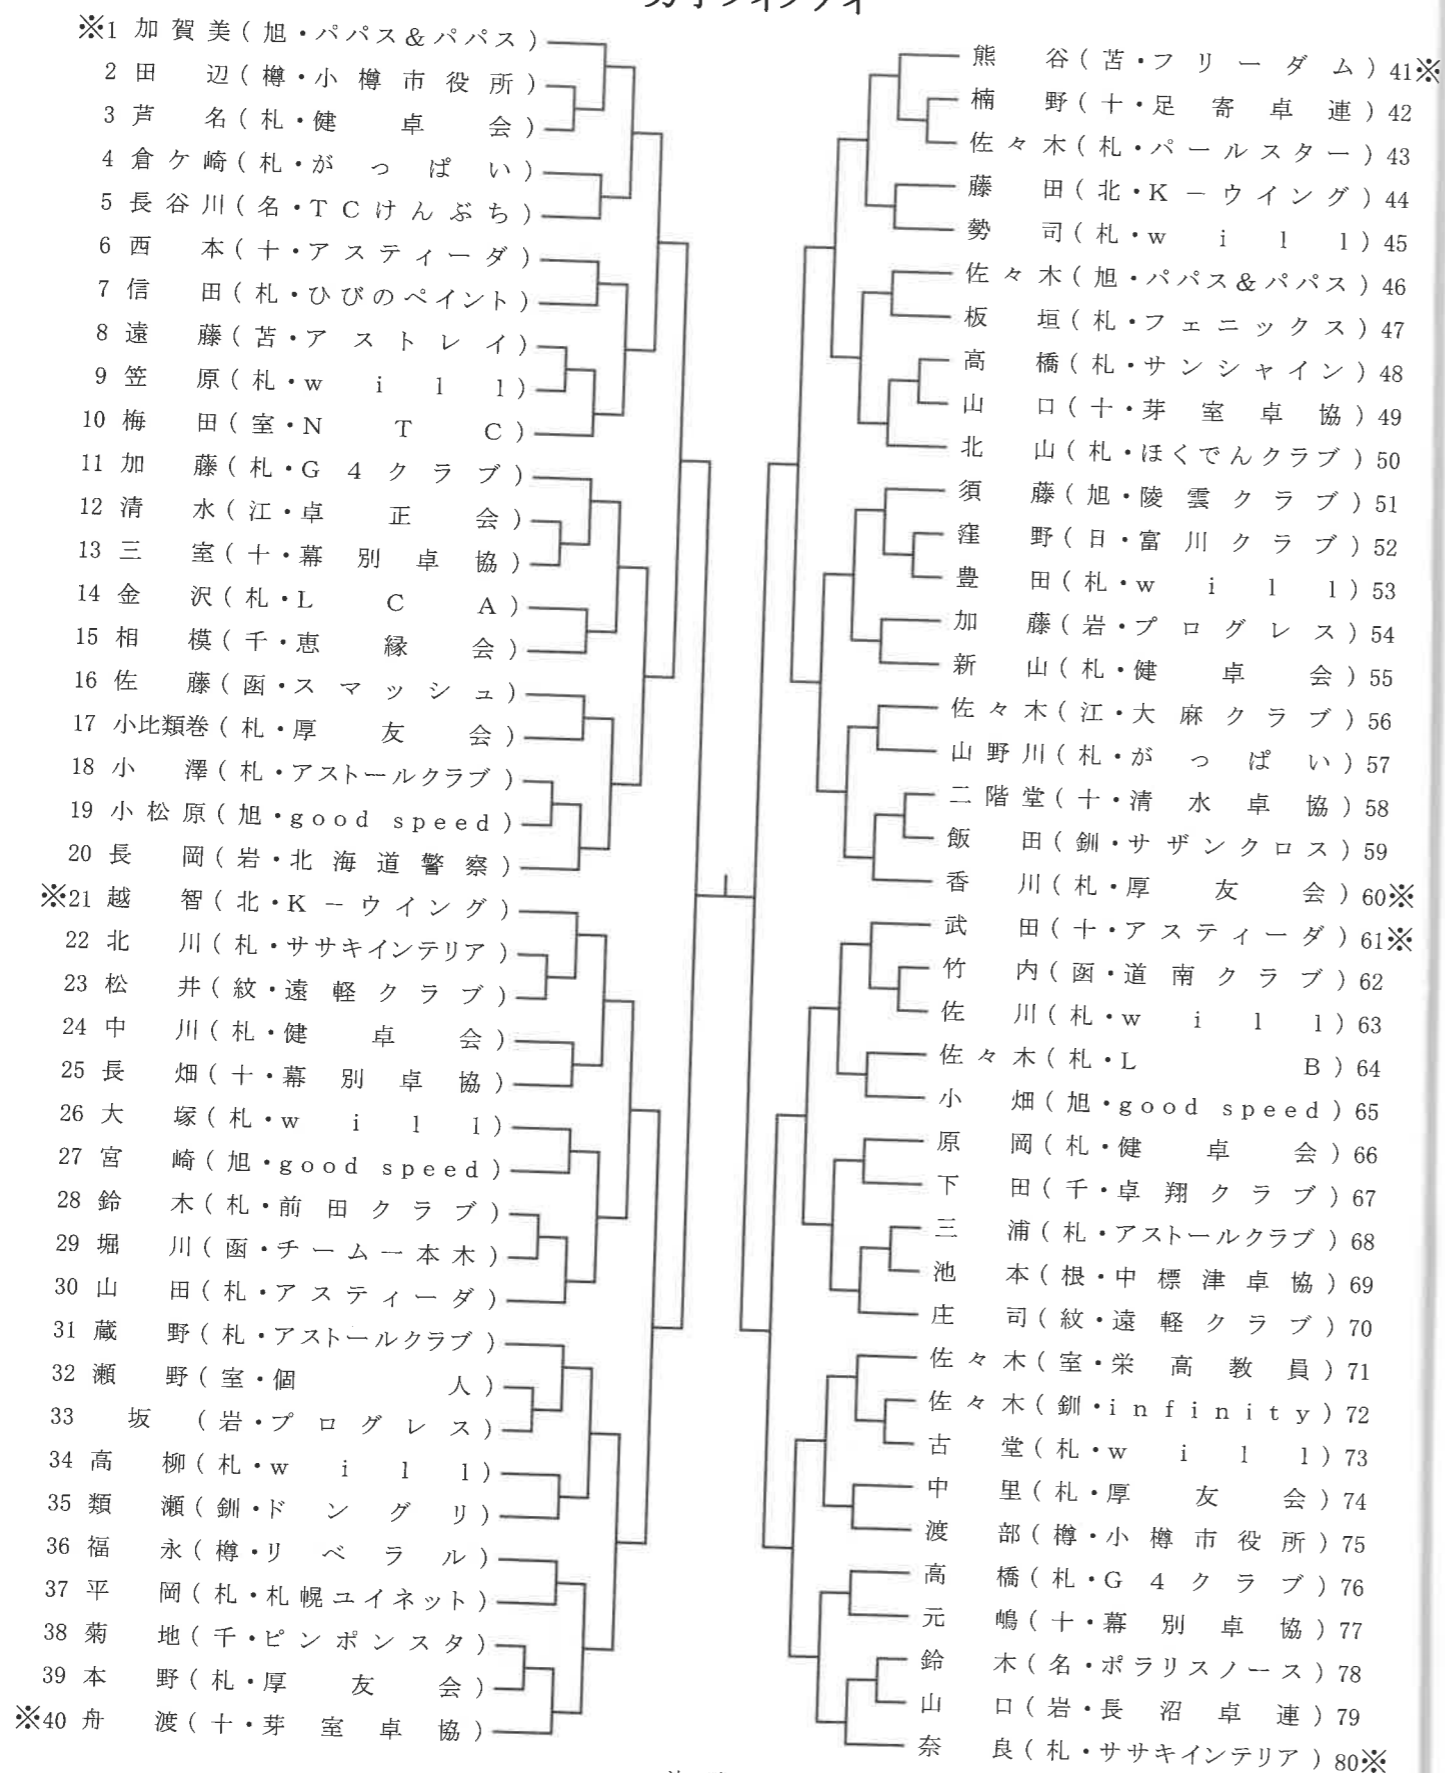 ※1 加賀美(旭・パパス&パパス)
2 田辺(樽・小樽市役所)
3 芦名(札・健卓会)
4 倉ケ崎(札・がっぱい)
5 長谷川(名・TCけんぶち)
6 西本(十・アスティーダ)
7 信田(札・ひびのペイント)
8 遠藤(苫・アストレイ)
9 笠原(札・will)
10 梅田(室・NTC)
11 加藤(札・G4クラブ)
12 清水(江・卓正会)
13 三室(十・幕別卓協)
14 金沢(札・LCA)
15 相模(千・恵縁会)
16 佐藤(函・スマッシュ)
17 小比類巻(札・厚友会)
18 小澤(札・アストールクラブ)
19 小松原(旭・good speed)
20 長岡(岩・北海道警察)
※21 越智(北・K-ウイング)
22 北川(札・ササキインテリア)
23 松井(紋・遠軽クラブ)
24 中川(札・健卓会)
25 長畑(十・幕別卓協)
26 大塚(札・will)
27 宮崎(旭・good speed)
28 鈴木(札・前田クラブ)
29 堀川(函・チーム一本木)
30 山田(札・アスティーダ)
31 蔵野(札・アストールクラブ)
32 瀬野(室・個人)
33 坂(岩・プログレス)
34 高柳(札・will)
35 類瀬(釧・ドングリ)
36 福永(樽・リベラル)
37 平岡(札・札幌ユイネット)
38 菊地(千・ピンポンスタ)
39 本野(札・厚友会)
※40 舟渡(十・芽室卓協)
熊谷(苫・フリーダム)41※
楠野(十・足寄卓連)42
佐々木(札・パールスター)43
藤田(北・K-ウイング)44
勢司(札・will)45
佐々木(旭・パパス&パパス)46
板垣(札・フェニックス)47
高橋(札・サンシャイン)48
山口(十・芽室卓協)49
北山(札・ほくでんクラブ)50
須藤(旭・陵雲クラブ)51
窪野(日・富川クラブ)52
豊田(札・will)53
加藤(岩・プログレス)54
新山(札・健卓会)55
佐々木(江・大麻クラブ)56
山野川(札・がっぱい)57
二階堂(十・清水卓協)58
飯田(釧・サザンクロス)59
香川(札・厚友会)60※
武田(十・アスティーダ)61※
竹内(函・道南クラブ)62
佐川(札・will)63
佐々木(札・LB)64
小畑(旭・good speed)65
原岡(札・健卓会)66
下田(千・卓翔クラブ)67
三浦(札・アストールクラブ)68
池本(根・中標津卓協)69
庄司(紋・遠軽クラブ)70
佐々木(室・栄高教員)71
佐々木(釧・infinity)72
古堂(札・will)73
中里(札・厚友会)74
渡部(樽・小樽市役所)75
高橋(札・G4クラブ)76
元嶋(十・幕別卓協)77
鈴木(名・ポラリスノース)78
山口(岩・長沼卓連)79
奈良(札・ササキインテリア)80※